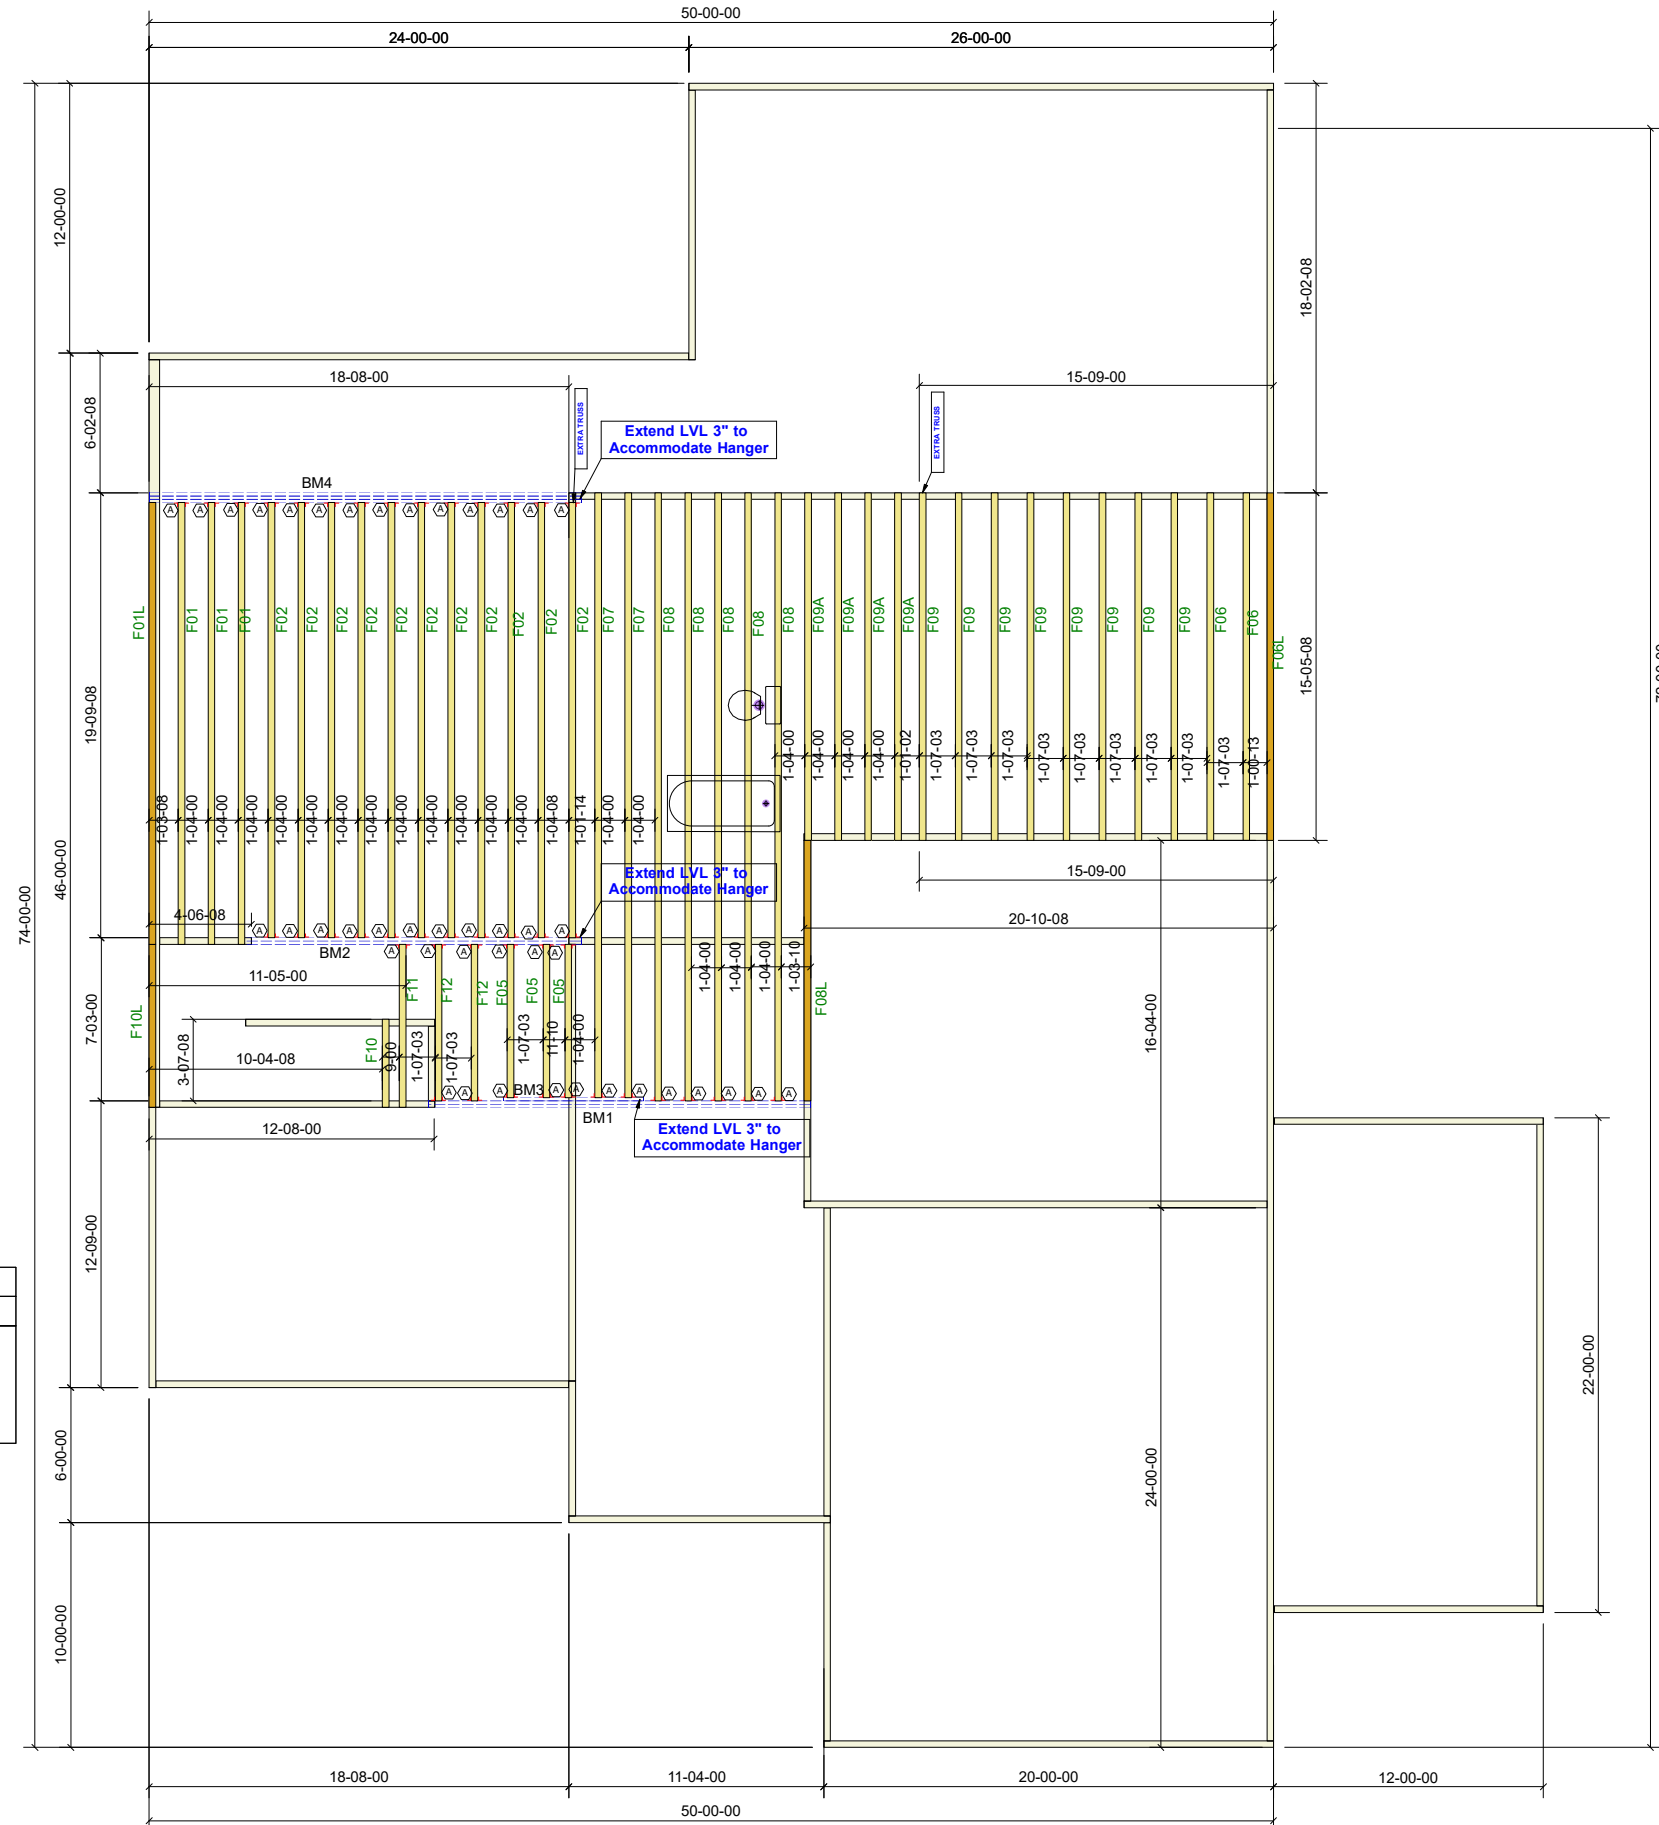 50-00-00
24-00-00
26-00-00
12-00-00
18-02-08
18-08-00
15-09-00
6-02-08
EXTRA TRUSS
EXTRA TRUSS
Extend LVL 3" to
Accommodate Hanger
BM4
A A A A A A A A A A A A A A
F01L F01 F01 F01 F02 F02 F02 F02 F02 F02 F02 F02 F02 F02 F02 F07 F07 F08 F08 F08 F08 F08 F09A F09A F09A F09A F09 F09 F09 F09 F09 F09 F09 F09 F06 F06 F06L
19-09-08
15-05-08
1-04-00 1-04-00 1-04-00 1-04-00 1-01-02 1-07-03 1-07-03 1-07-03 1-07-03 1-07-03 1-07-03 1-07-03 1-07-03 1-07-03 1-00-13
1-03-08 1-04-00 1-04-00 1-04-00 1-04-00 1-04-00 1-04-00 1-04-00 1-04-00 1-04-00 1-04-00 1-04-00 1-04-00 1-04-08 1-01-14 1-04-00 1-04-00
74-00-00
46-00-00
Extend LVL 3" to
Accommodate Hanger
15-09-00
4-06-08
20-10-08
A A A A A A A A A A A
BM2
A A A A A A
11-05-00
F11 F12 F12 F05 F05 F05
1-04-00 1-04-00 1-04-00 1-03-10
F08L
7-03-00
F10L
16-04-00
3-07-08
10-04-08
F10
9-00 1-07-03 1-07-03 1-07-03 11-10 1-04-00
A A A BM3 A A A A A A A A A
BM1
12-08-00
Extend LVL 3" to
Accommodate Hanger
12-09-00
22-00-00
6-00-00
24-00-00
10-00-00
18-08-00
11-04-00
20-00-00
12-00-00
50-00-00